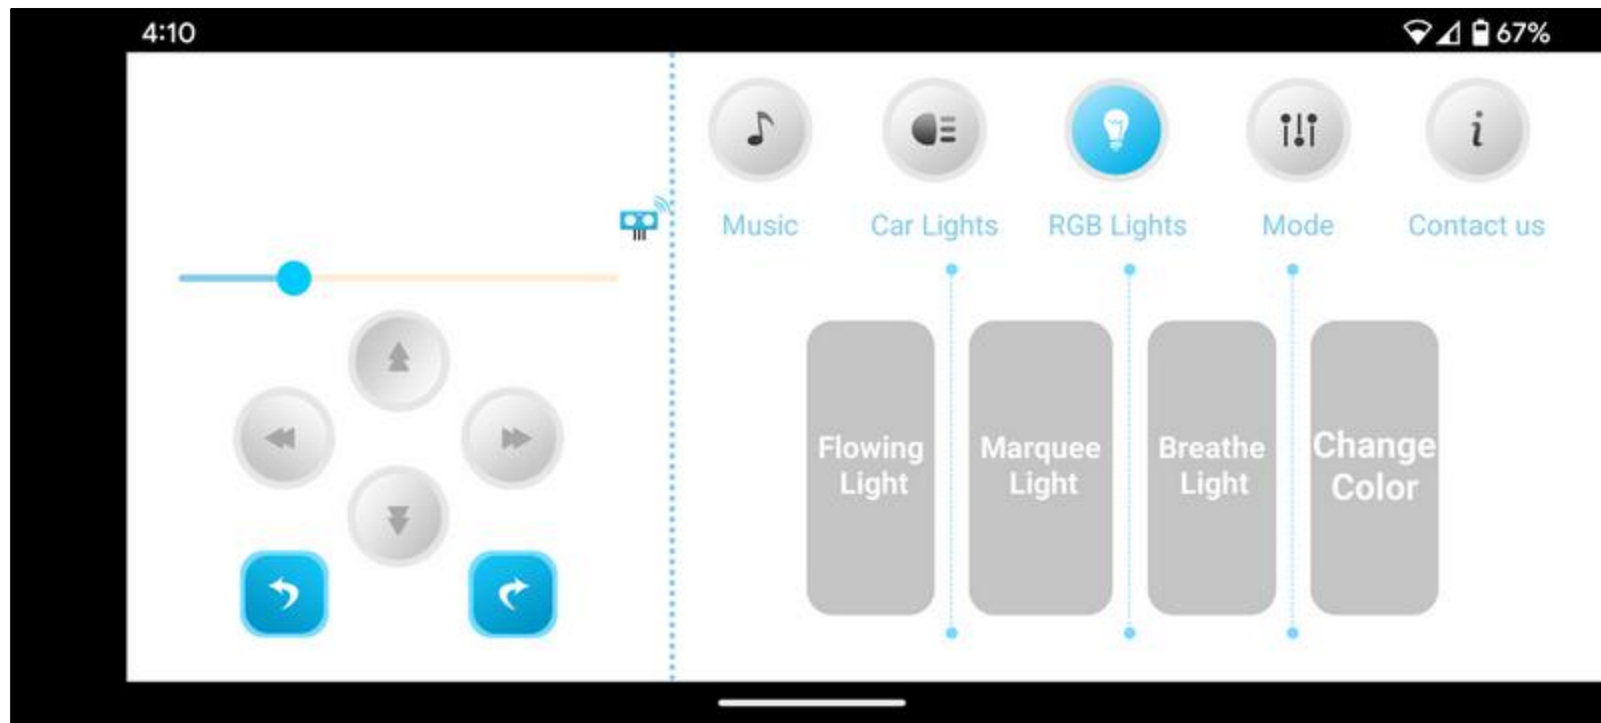 4:10
67%
Music
Car Lights
RGB Lights
Mode
Contact us
Flowing
Light
Marquee
Light
Breathe
Light
Change
Color